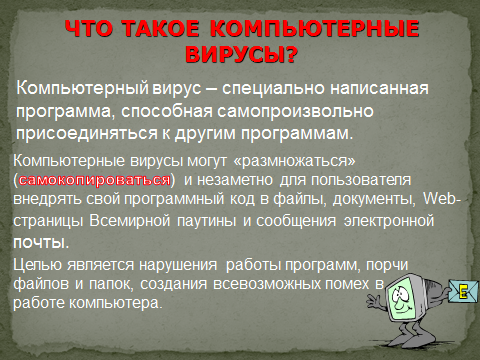 ЧТО ТАКОЕ КОМПЬЮТЕРНЫЕ
ВИРУСЫ?
Компьютерный вирус – специально написанная
программа, способная самопроизвольно
присоединяться к другим программам.
Компьютерные вирусы могут «размножаться»
(самокопироваться) и незаметно для пользователя
внедрять свой программный код в файлы, документы, Web-
страницы Всемирной паутины и сообщения электронной
почты.
Целью является нарушения работы программ, порчи
файлов и папок, создания всевозможных помех в
работе компьютера.
E